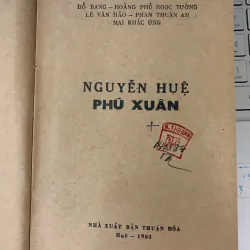 ĐỖ BANG – HOÀNG PHỦ NGỌC TƯỜNG
LÊ VĂN HẢO – PHAN THUẬN AN
MAI KHẮC ỨNG
NGUYỄN HUỆ
PHÚ XUÂN
NHÀ XUẤT BẢN THUẬN HÓA
Huế – 1983